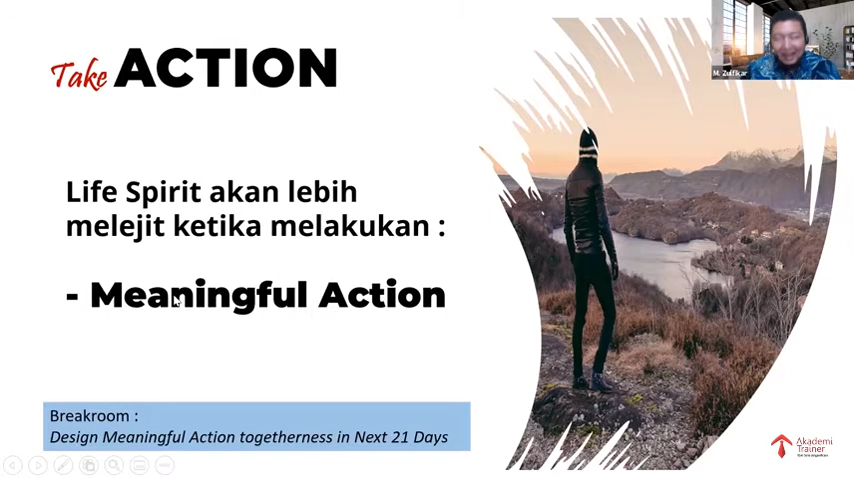 Take ACTION
M. Zulfikar
Life Spirit akan lebih
melejit ketika melakukan :
- Meaningful Action
Breakroom :
Design Meaningful Action togetherness in Next 21 Days
Akademi
Trainer